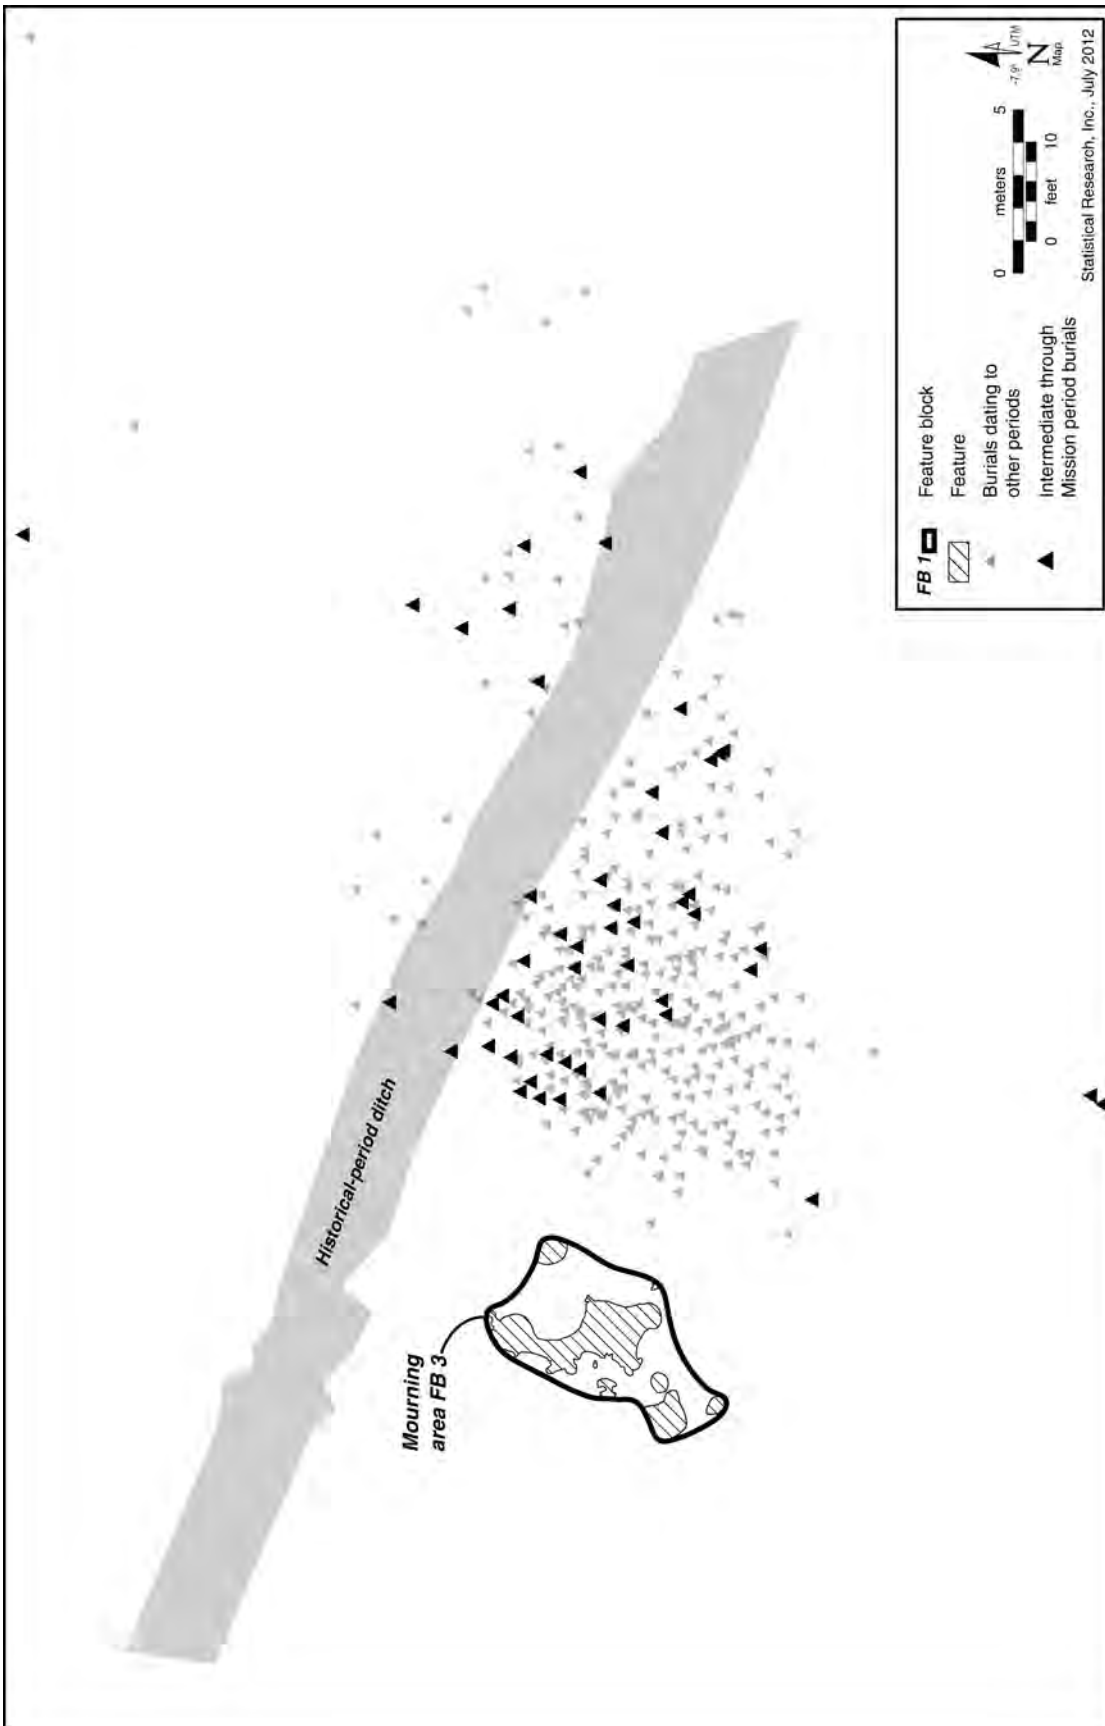 Historical-period ditch
Mourning
area FB 3
FB 1
Feature block
Feature
Burials dating to
other periods
Intermediate through
Mission period burials
0 meters 5
0 feet 10
-7.9°
UTM
N
Map
Statistical Research, Inc., July 2012